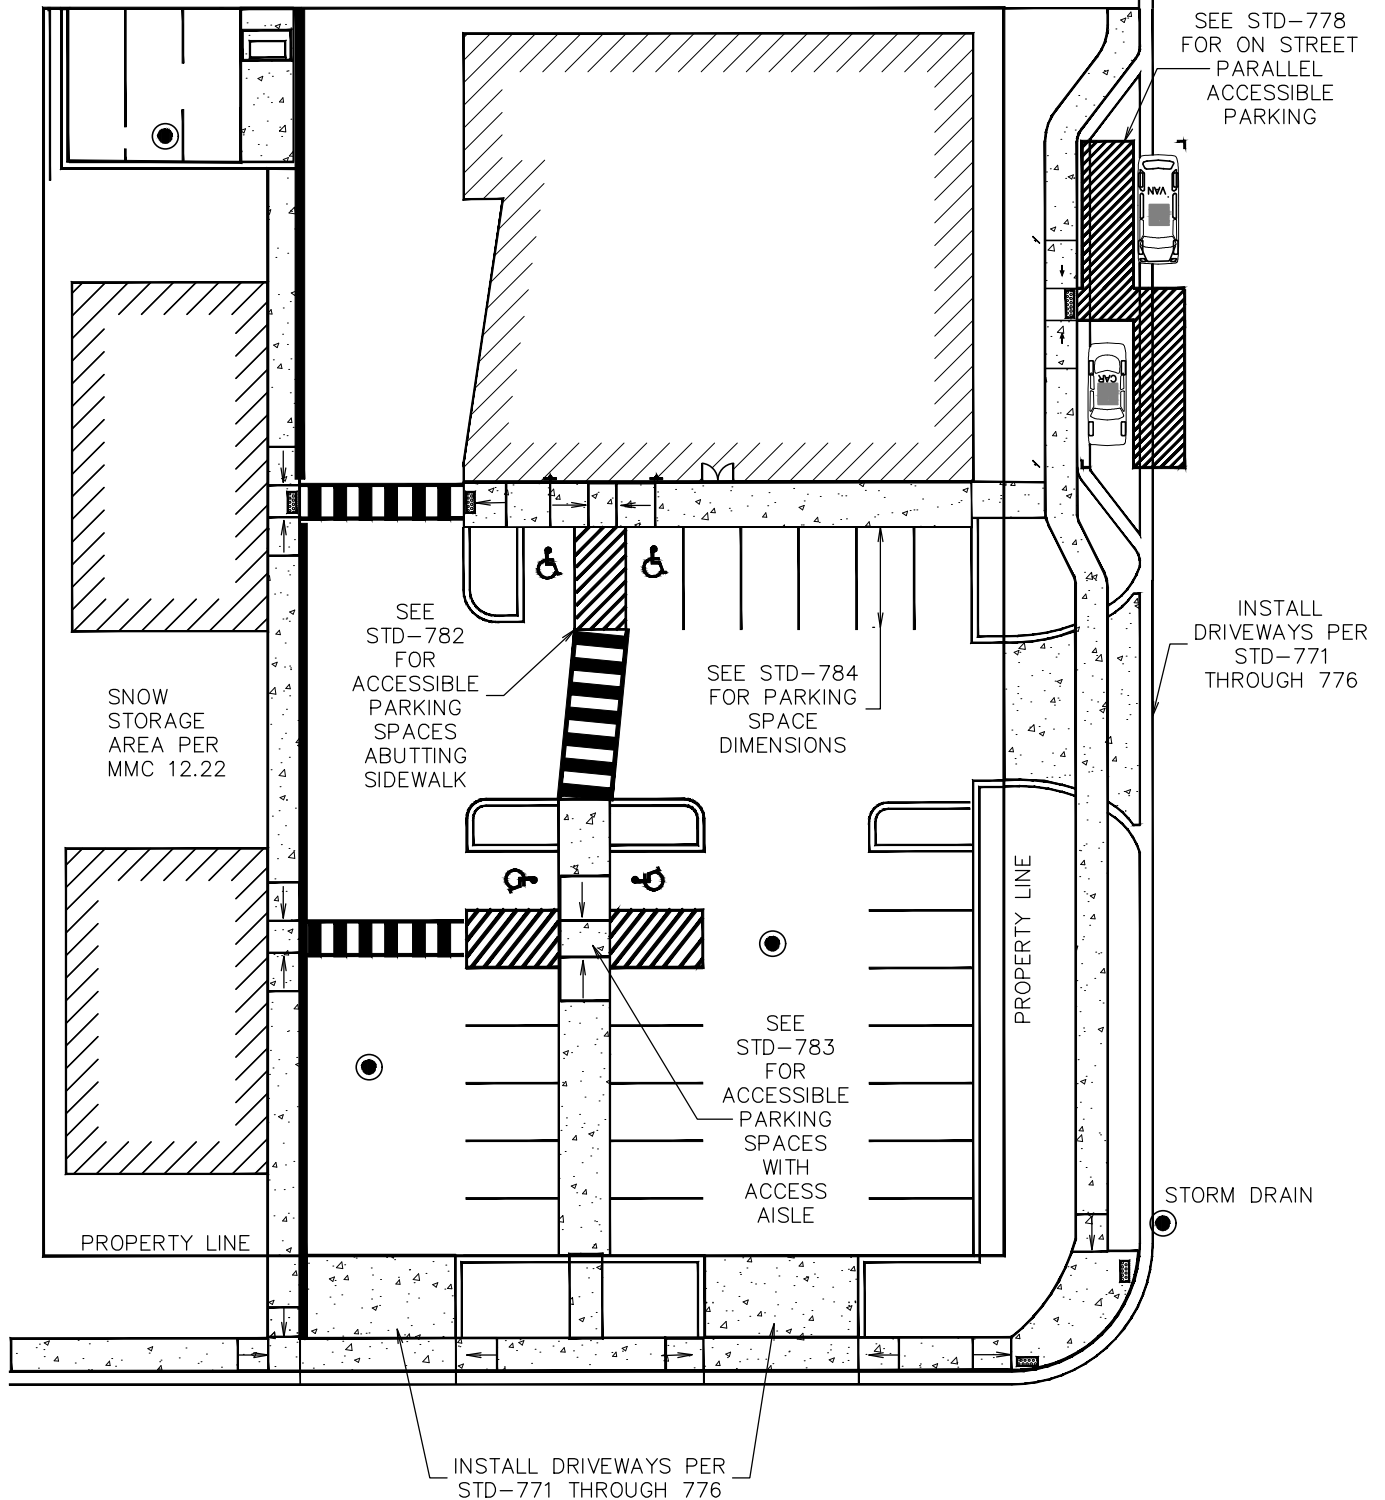 SEE STD-778
FOR ON STREET
PARALLEL
ACCESSIBLE
PARKING
VAN
CAR
SEE
STD-782
FOR
ACCESSIBLE
PARKING
SPACES
ABUTTING
SIDEWALK
SEE STD-784
FOR PARKING
SPACE
DIMENSIONS
INSTALL
DRIVEWAYS PER
STD-771
THROUGH 776
SNOW
STORAGE
AREA PER
MMC 12.22
PROPERTY LINE
SEE
STD-783
FOR
ACCESSIBLE
PARKING
SPACES
WITH
ACCESS
AISLE
STORM DRAIN
PROPERTY LINE
INSTALL DRIVEWAYS PER
STD-771 THROUGH 776